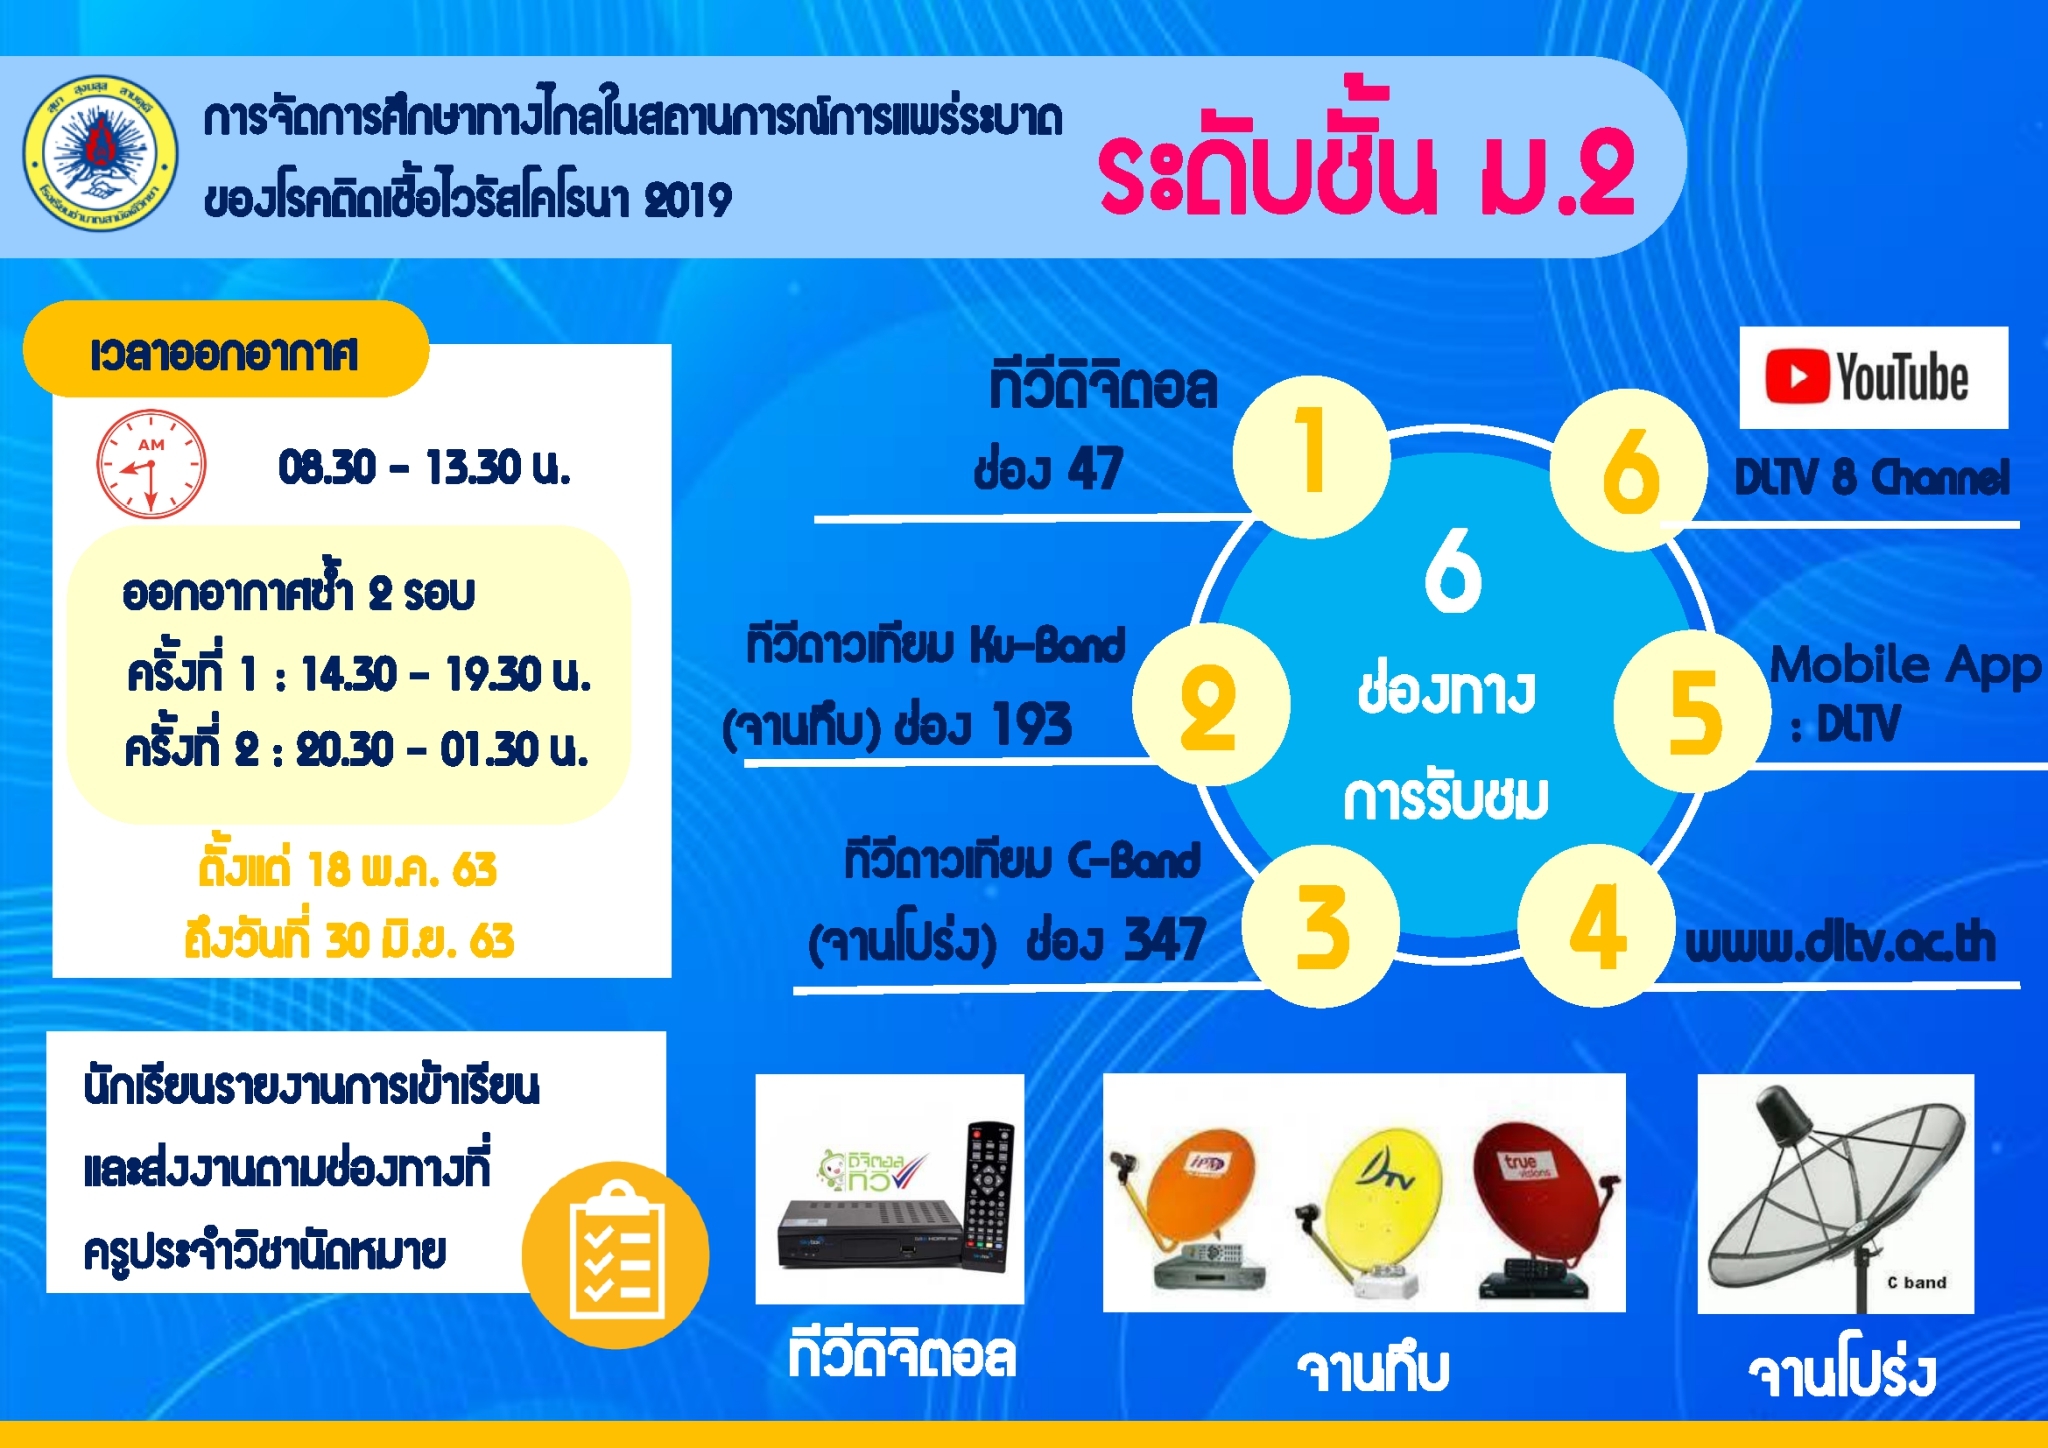 การจัดการศึกษาทางไกลในสถานการณ์การแพร่ระบาด
ของโรคติดเชื้อไวรัสโคโรนา 2019
ระดับชั้น ม.2
เวลาออกอากาศ
AM
08.30 - 13.30 น.
ออกอากาศซ้ำ 2 รอบ
ครั้งที่ 1 : 14.30 - 19.30 น.
ครั้งที่ 2 : 20.30 - 01.30 น.
ตั้งแต่ 18 พ.ค. 63
ถึงวันที่ 30 มิ.ย. 63
นักเรียนรายงานการเข้าเรียน
และส่งงานตามช่องทางที่
ครูประจำวิชานัดหมาย
6
ช่องทาง
การรับชม
1
ทีวีดิจิตอล
ช่อง 47
2
ทีวีดาวเทียม Ku-Band
(จานทึบ) ช่อง 193
3
ทีวีดาวเทียม C-Band
(จานโปร่ง) ช่อง 347
4
www.dltv.ac.th
5
Mobile App
: DLTV
6
YouTube
DLTV 8 Channel
ดิจิตอล
ทีวี
ทีวีดิจิตอล
iPM
DTV
true
visions
จานทึบ
C band
จานโปร่ง